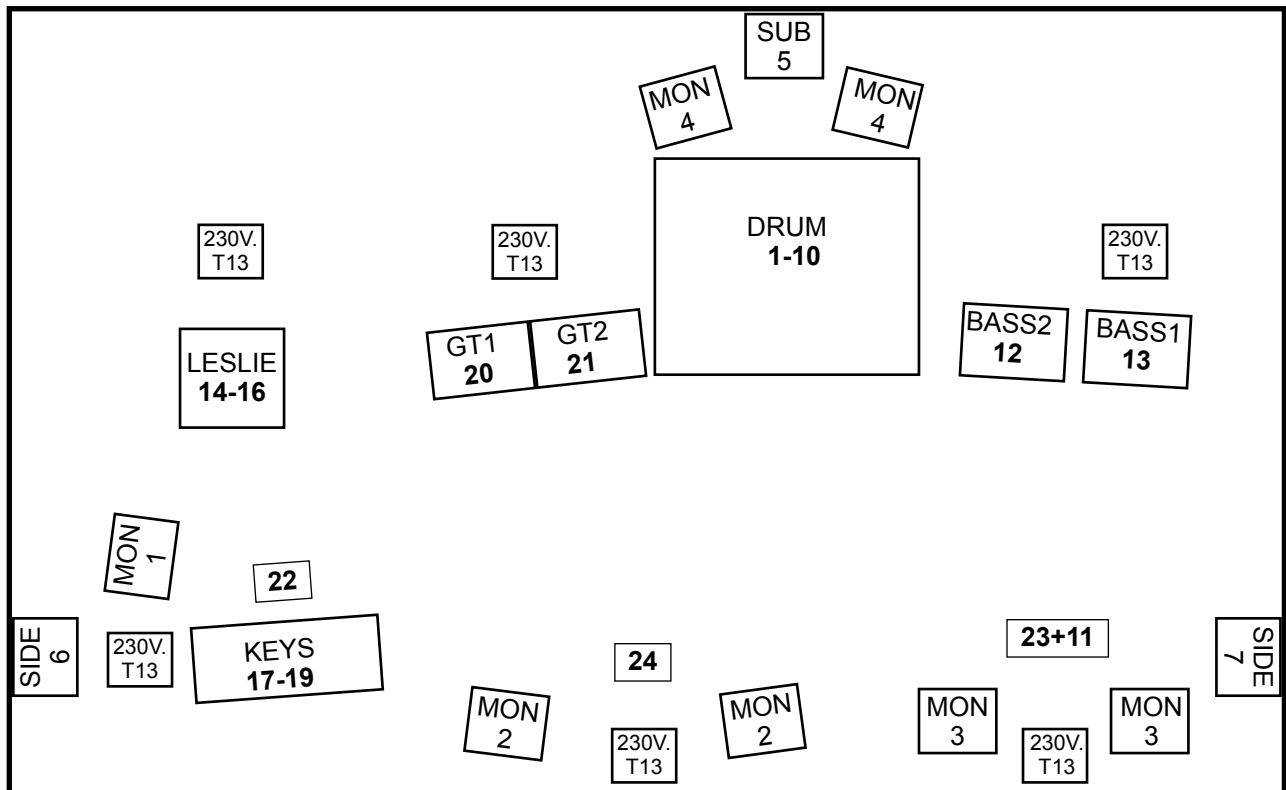 SUB
5
MON
4
MON
4
DRUM
1-10
230V.
T13
230V.
T13
230V.
T13
LESLIE
14-16
GT1
20
GT2
21
BASS2
12
BASS1
13
MON
1
22
SIDE
6
230V.
T13
KEYS
17-19
24
23+11
SIDE
7
MON
2
230V.
T13
MON
2
MON
3
230V.
T13
MON
3